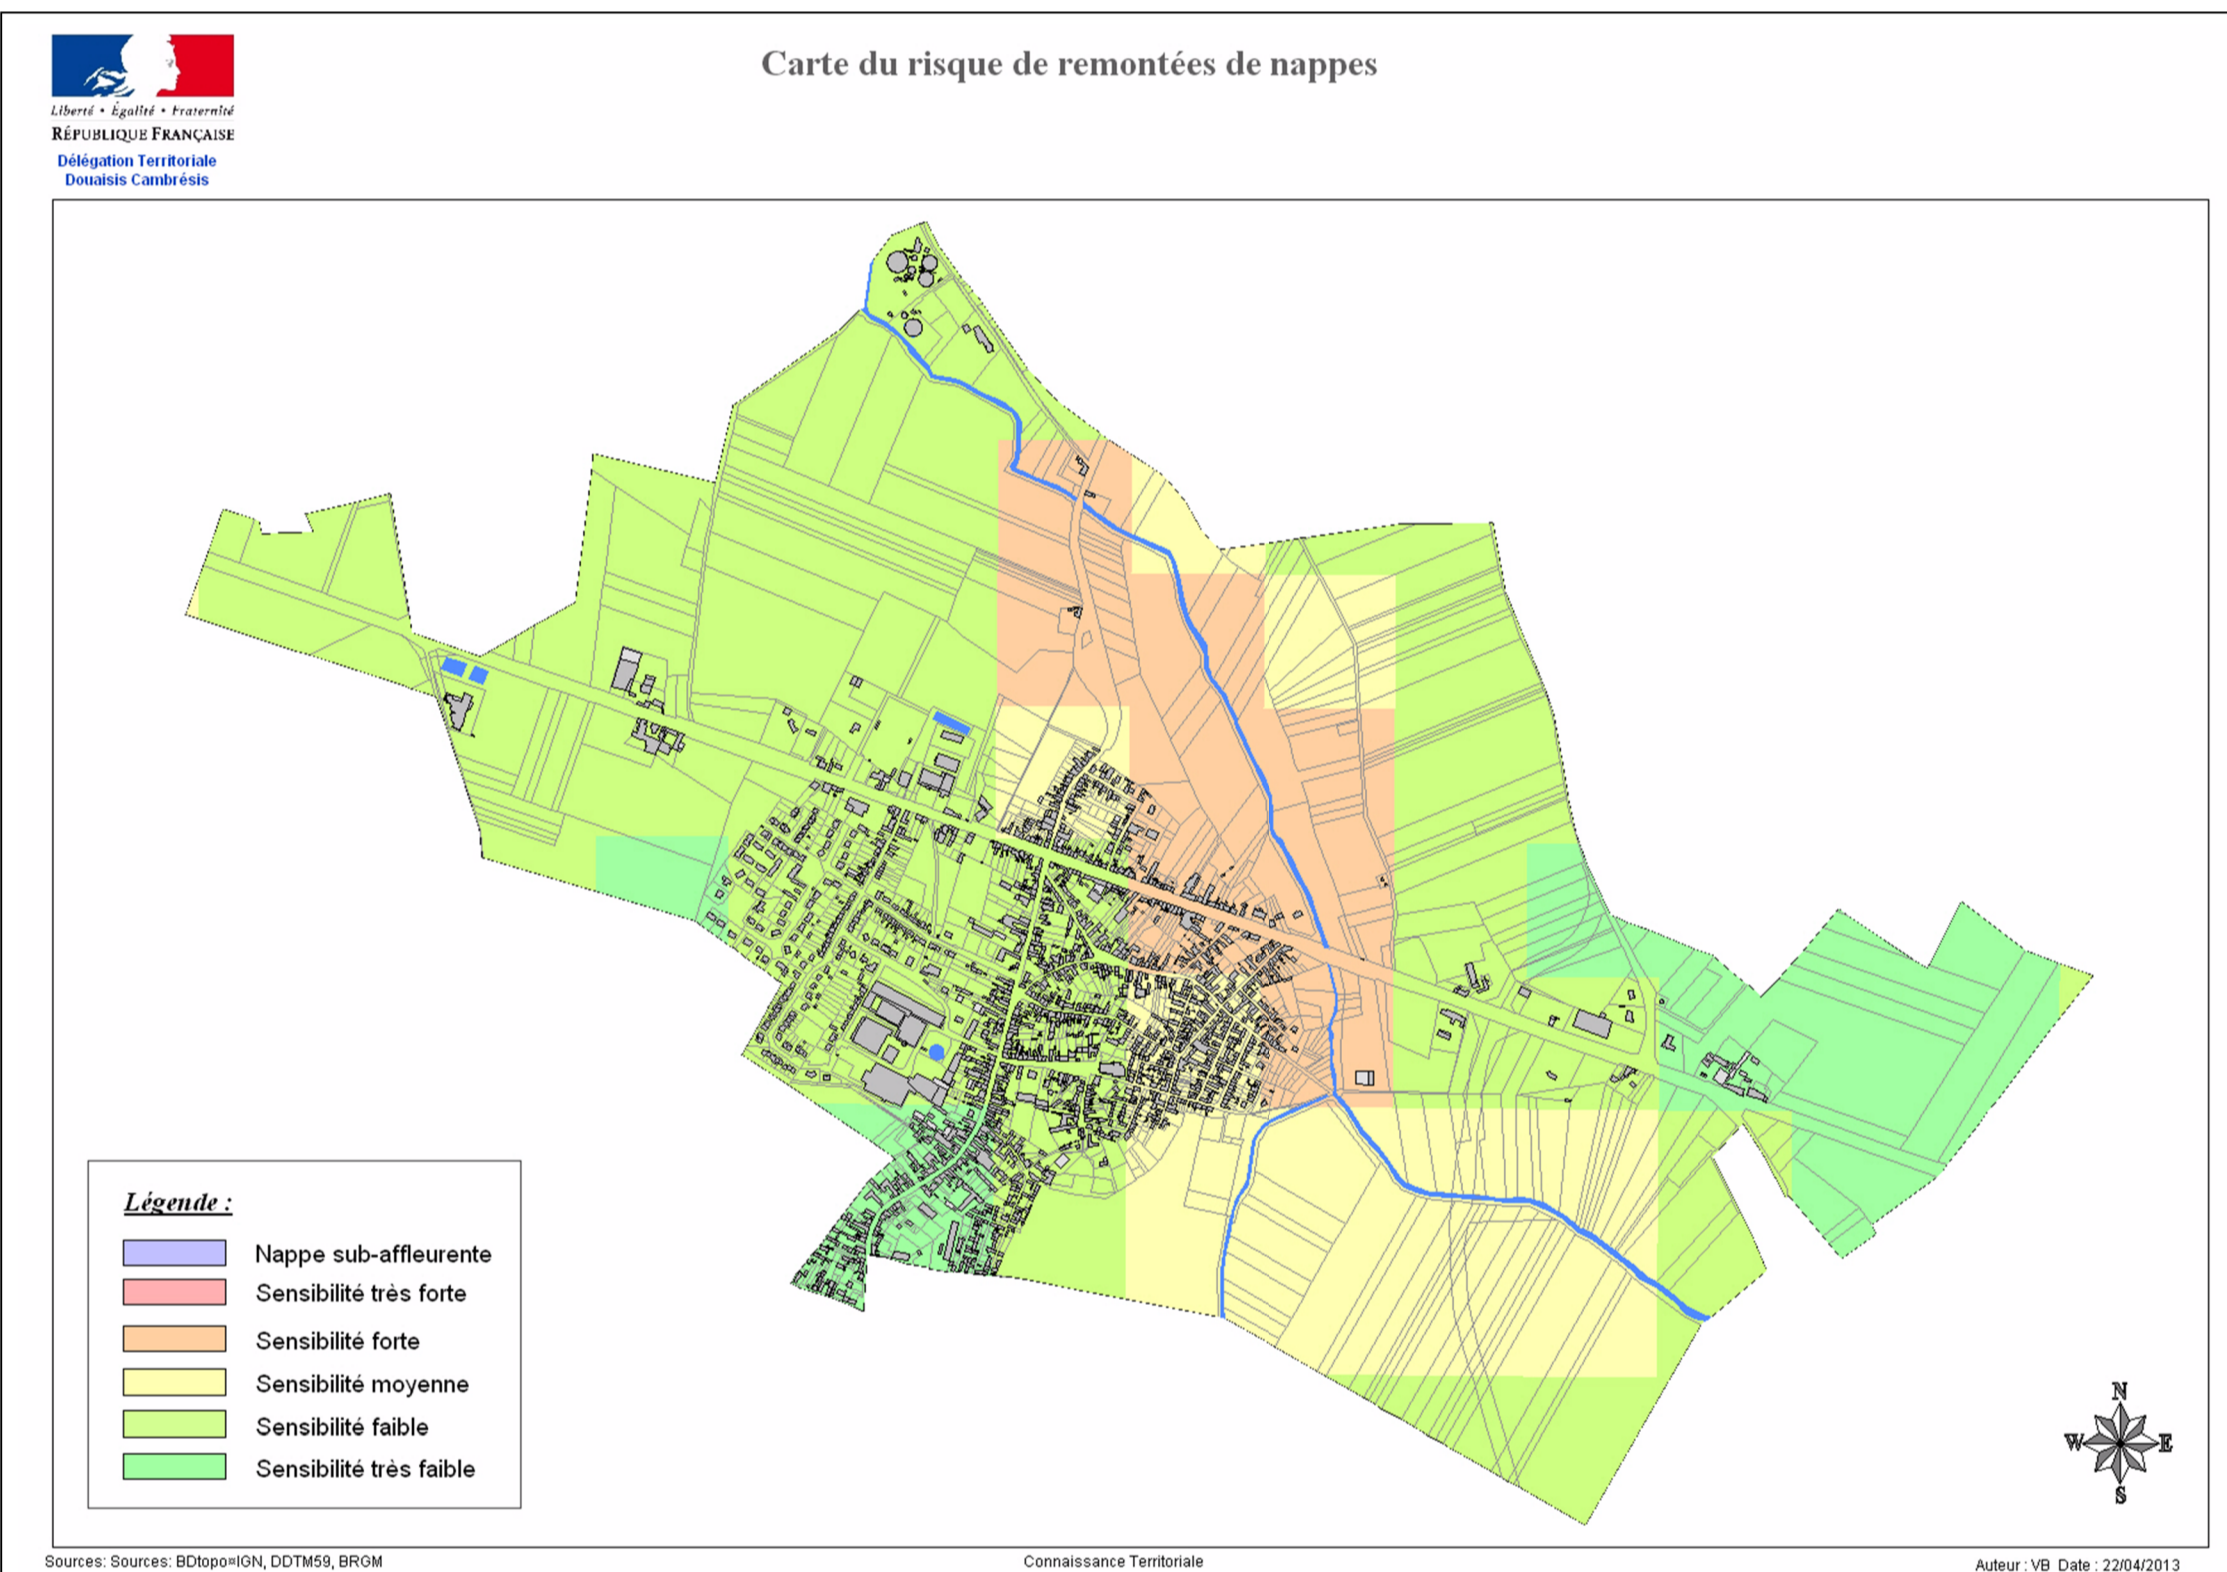 Carte du risque de remontées de nappes
Liberté • Égalité • Fraternité
RÉPUBLIQUE FRANÇAISE
Délégation Territoriale
Douaisis Cambrésis
Légende :
Nappe sub-affleurente
Sensibilité très forte
Sensibilité forte
Sensibilité moyenne
Sensibilité faible
Sensibilité très faible
N
W E
S
Sources: Sources: BDtopo¤IGN, DDTM59, BRGM
Connaissance Territoriale
Auteur : VB Date : 22/04/2013